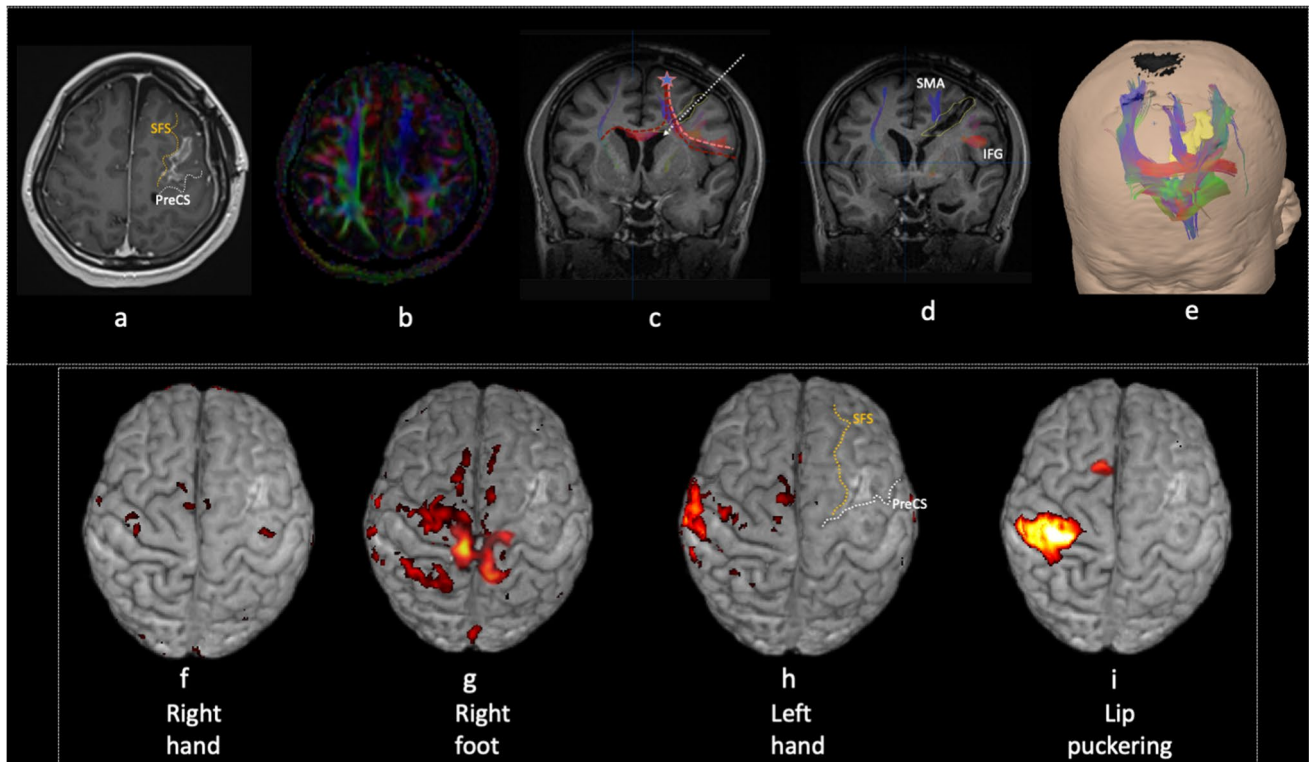 SFS
PreCS
SMA
IFG
a
b
c
d
e
SFS
PreCS
f
g
h
i
Right
hand
Right
foot
Left
hand
Lip
puckering